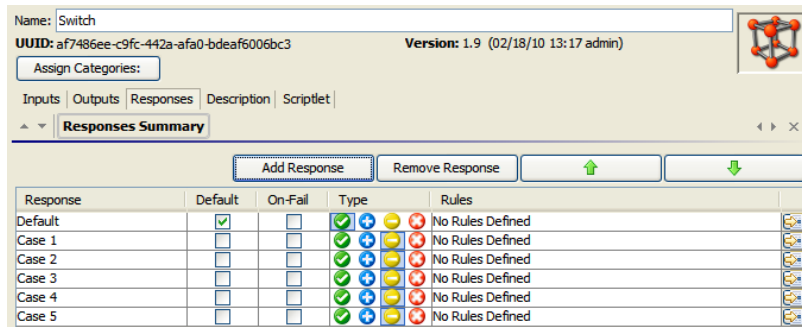 Name: Switch
UUID: af7486ee-c9fc-442a-afa0-bdeaf6006bc3 Version: 1.9 (02/18/10 13:17 admin)
Assign Categories:
Inputs Outputs Responses Description Scriptlet
Responses Summary
Add Response Remove Response
Response Default On-Fail Type Rules
Default No Rules Defined
Case 1 No Rules Defined
Case 2 No Rules Defined
Case 3 No Rules Defined
Case 4 No Rules Defined
Case 5 No Rules Defined